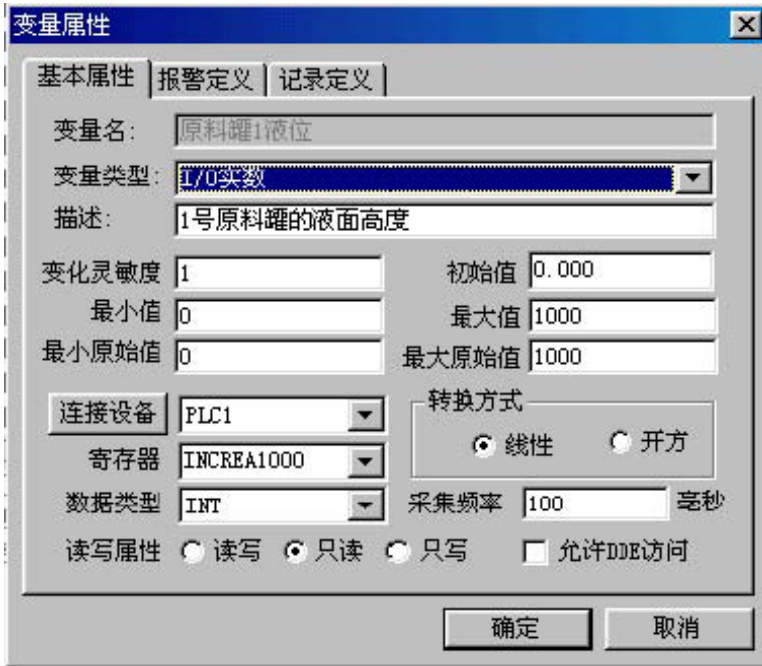 变量属性
基本属性 报警定义 记录定义
变量名: 原料罐1液位
变量类型: I/O实数
描述: 1号原料罐的液面高度
变化灵敏度 1 初始值 0.000
最小值 0 最大值 1000
最小原始值 0 最大原始值 1000
连接设备 PLC1 转换方式
寄存器 INCREA1000 线性 开方
数据类型 INT 采集频率 100 毫秒
读写属性 读写 只读 只写 允许DDE访问
确定 取消